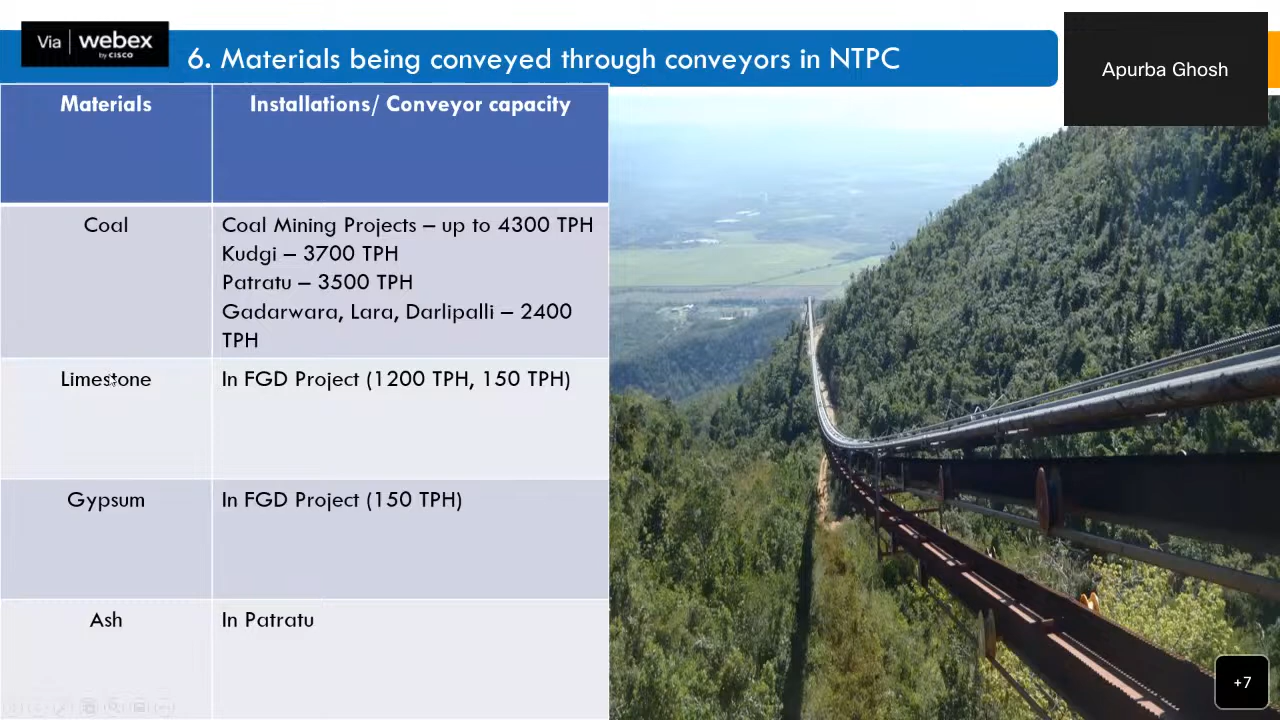 Via webex
by CISCO
6. Materials being conveyed through conveyors in NTPC
Apurba Ghosh
Materials
Installations/ Conveyor capacity
Coal
Coal Mining Projects – up to 4300 TPH
Kudgi – 3700 TPH
Patratu – 3500 TPH
Gadarwara, Lara, Darlipalli – 2400
TPH
Limestone
In FGD Project (1200 TPH, 150 TPH)
Gypsum
In FGD Project (150 TPH)
Ash
In Patratu
+7